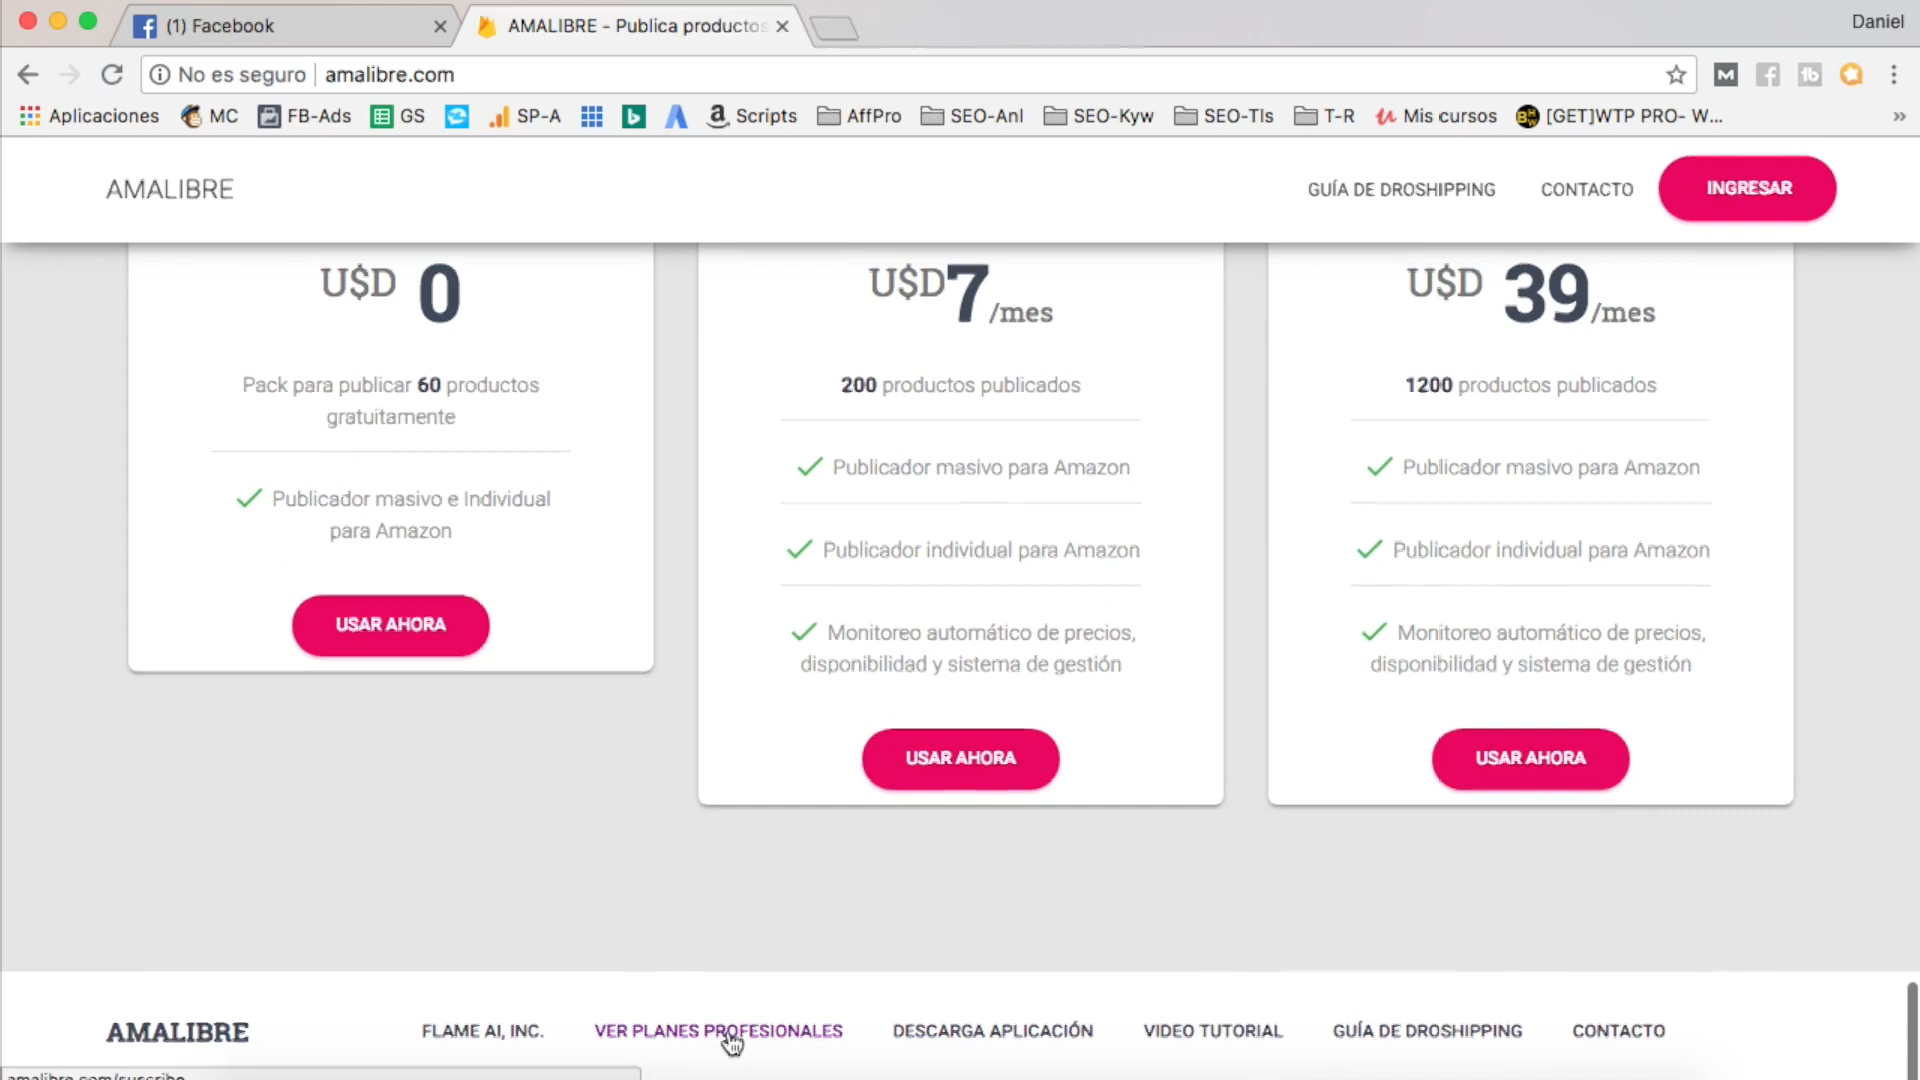 (1) Facebook
AMALIBRE - Publica productos
Daniel
No es seguro
amalibre.com
Aplicaciones
MC
FB-Ads
GS
SP-A
Scripts
AffPro
SEO-Anl
SEO-Kyw
SEO-Tls
T-R
Mis cursos
[GET]WTP PRO- W...
AMALIBRE
GUÍA DE DROSHIPPING
CONTACTO
INGRESAR
U$D 0
Pack para publicar 60 productos
gratuitamente
Publicador masivo e Individual
para Amazon
USAR AHORA
U$D7/mes
200 productos publicados
Publicador masivo para Amazon
Publicador individual para Amazon
Monitoreo automático de precios,
disponibilidad y sistema de gestión
USAR AHORA
U$D 39/mes
1200 productos publicados
Publicador masivo para Amazon
Publicador individual para Amazon
Monitoreo automático de precios,
disponibilidad y sistema de gestión
USAR AHORA
AMALIBRE
FLAME AI, INC.
VER PLANES PROFESIONALES
DESCARGA APLICACIÓN
VIDEO TUTORIAL
GUÍA DE DROSHIPPING
CONTACTO